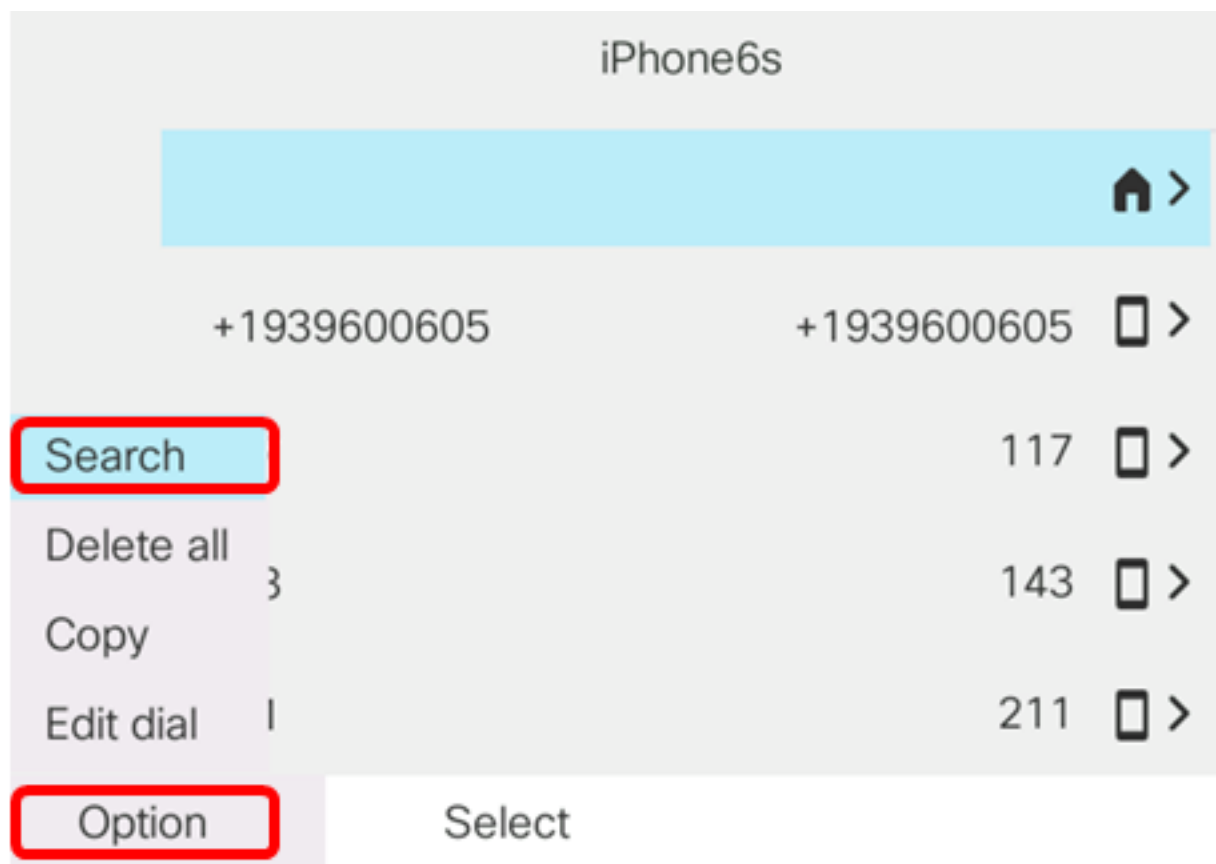 iPhone6s
+1939600605 +1939600605
Search 117
Delete all
143
Copy
Edit dial 211
Option Select